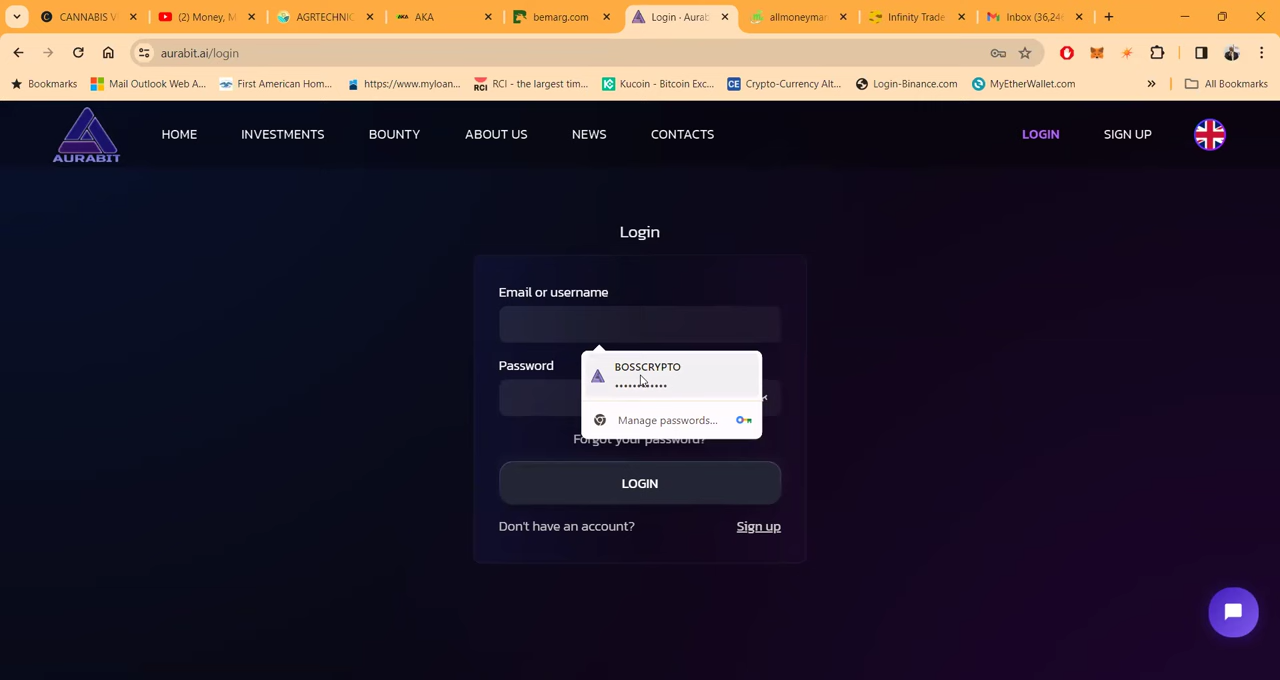 CANNABIS V
(2) Money, M
AGRTECHNIC
AKA AKA
bemarg.com
Login · Aurab
allmoneymar
Infinity Trade
Inbox (36,24
aurabit.ai/login
Bookmarks
Mail Outlook Web A...
First American Hom...
https://www.myloan...
RCI
RCI - the largest tim...
Kucoin - Bitcoin Exc...
CE
Crypto-Currency Alt...
Login-Binance.com
MyEtherWallet.com
All Bookmarks
AURABIT
HOME
INVESTMENTS
BOUNTY
ABOUT US
NEWS
CONTACTS
LOGIN
SIGN UP
Login
Email or username
Password
BOSSCRYPTO
••••••••••••
Manage passwords...
Forgot your password?
LOGIN
Don't have an account?
Sign up